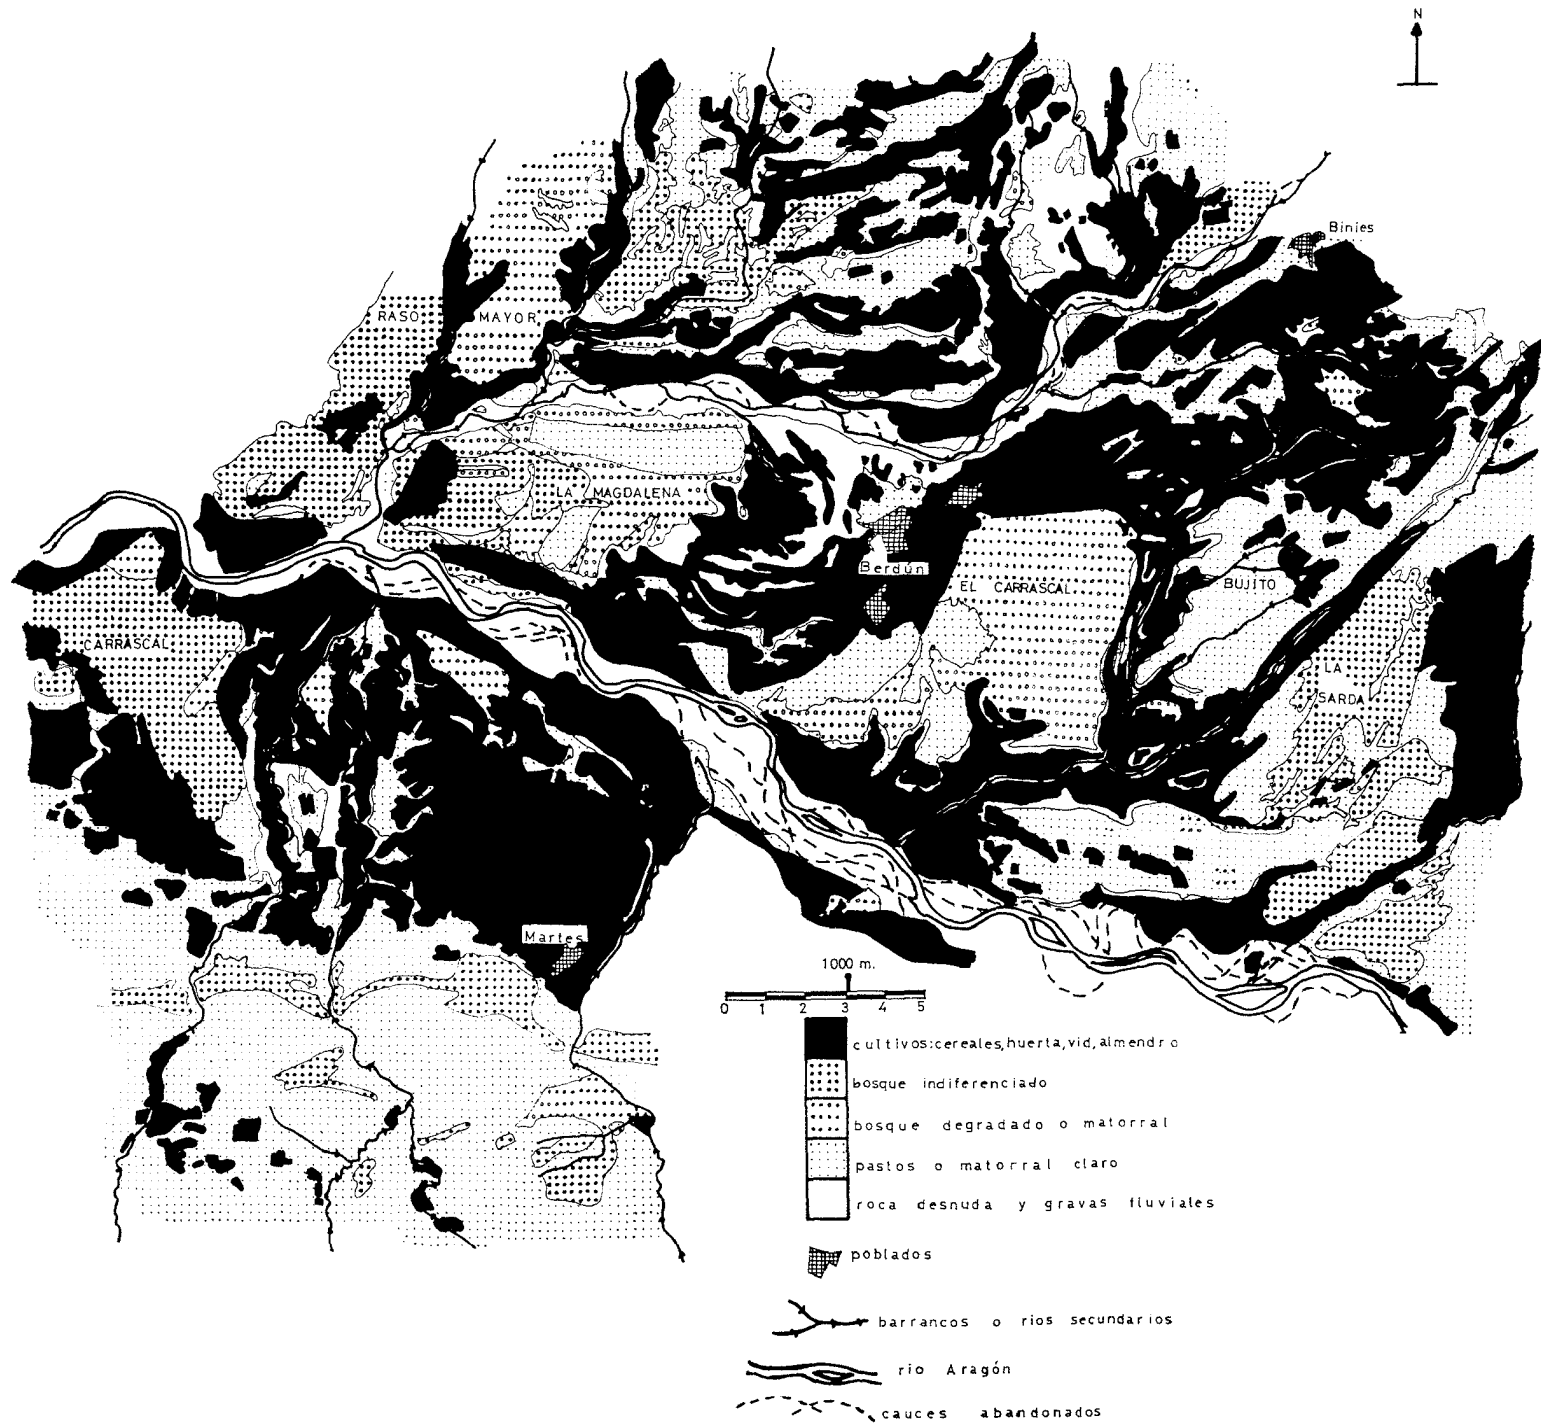 N
Binies
RASO MAYOR
LA MAGDALENA
Berdún
EL CARRASCAL
BUJITO
CARRASCAL
LA
SARDA
Martes
1000 m.
0 1 2 3 4 5
cultivos:cereales,huerta,vid,almendro
bosque indiferenciado
bosque degradado o matorral
pastos o matorral claro
roca desnuda y gravas fluviales
poblados
barrancos o rios secundarios
rio Aragón
cauces abandonados